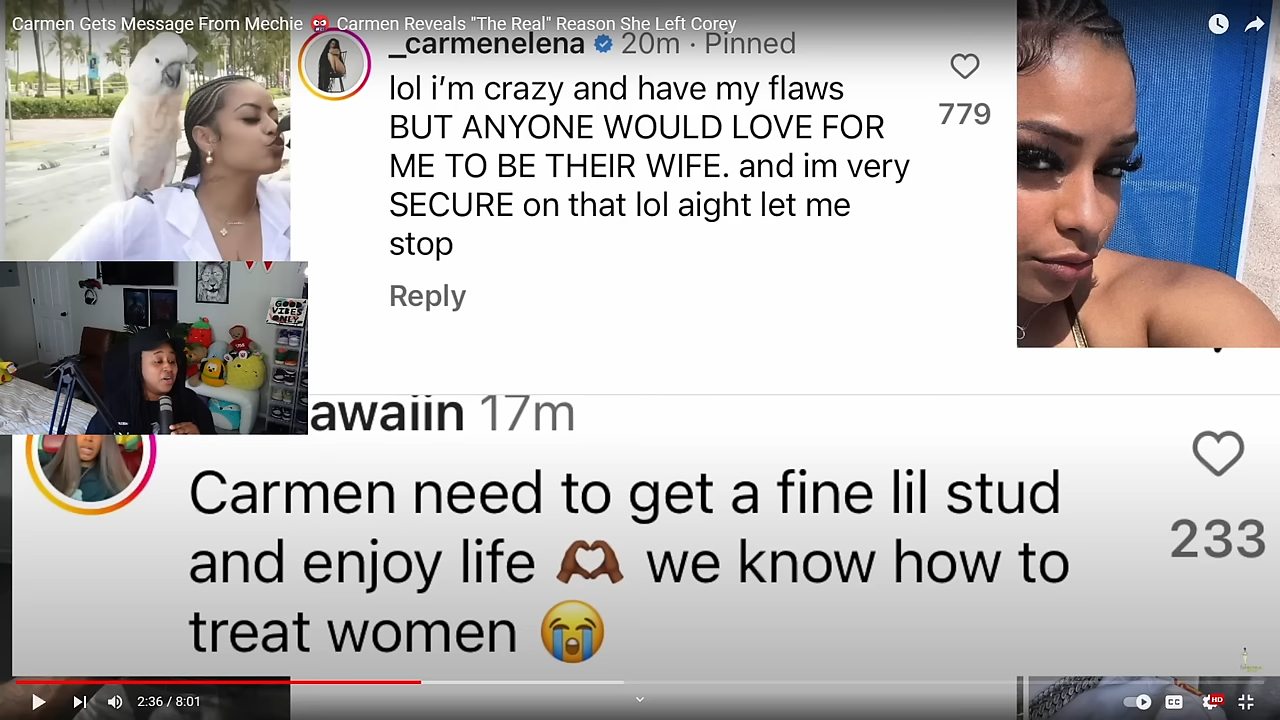 Carmen Gets Message From Mechie 👹 Carmen Reveals "The Real" Reason She Left Corey
_carmenelena 20m · Pinned
lol i'm crazy and have my flaws
BUT ANYONE WOULD LOVE FOR
ME TO BE THEIR WIFE. and im very
SECURE on that lol aight let me
stop
779
Reply
GOOD
VIBES
ONLY
awaiin 17m
Carmen need to get a fine lil stud
and enjoy life 🫶🏾 we know how to
treat women 😭
233
2:36 / 8:01
CC
HD